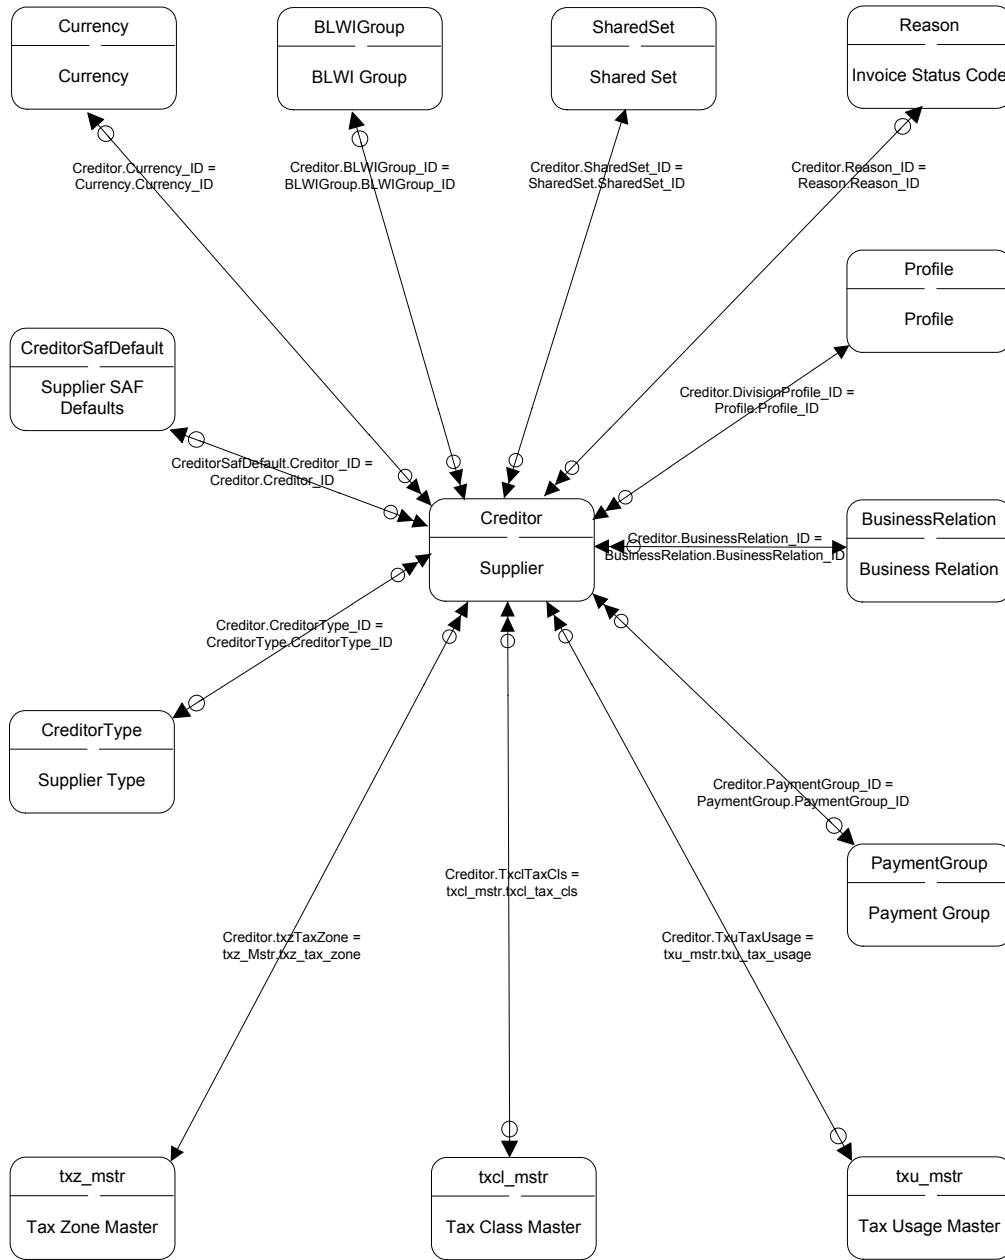 Currency
Currency
BLWIGroup
BLWI Group
SharedSet
Shared Set
Reason
Invoice Status Code
Creditor.Currency_ID =
Currency.Currency_ID
Creditor.BLWIGroup_ID =
BLWIGroup.BLWIGroup_ID
Creditor.SharedSet_ID =
SharedSet.SharedSet_ID
Creditor.Reason_ID =
Reason.Reason_ID
Profile
Profile
CreditorSafDefault
Supplier SAF
Defaults
Creditor.DivisionProfile_ID =
Profile.Profile_ID
CreditorSafDefault.Creditor_ID =
Creditor.Creditor_ID
Creditor
Supplier
Creditor.BusinessRelation_ID =
BusinessRelation.BusinessRelation_ID
BusinessRelation
Business Relation
Creditor.CreditorType_ID =
CreditorType.CreditorType_ID
CreditorType
Supplier Type
Creditor.PaymentGroup_ID =
PaymentGroup.PaymentGroup_ID
PaymentGroup
Payment Group
Creditor.TxclTaxCls =
txcl_mstr.txcl_tax_cls
Creditor.txzTaxZone =
txz_Mstr.txz_tax_zone
Creditor.TxuTaxUsage =
txu_mstr.txu_tax_usage
txz_mstr
Tax Zone Master
txcl_mstr
Tax Class Master
txu_mstr
Tax Usage Master